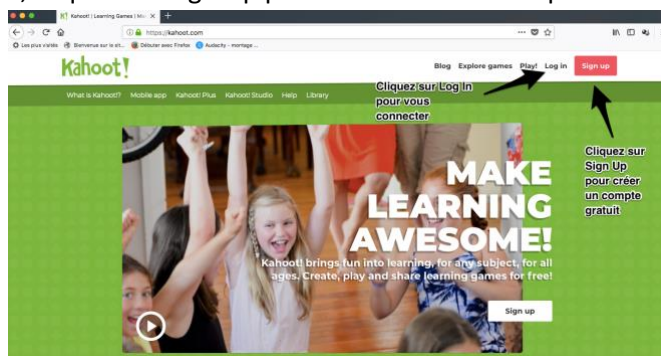 Kahoot! | Learning Games | Ma
https://kahoot.com
Les plus visités Bienvenue sur le sit... Débuter avec Firefox Audacity - montage ...
Kahoot!
Blog Explore games Play! Log in Sign up
Cliquez sur Log In
pour vous
connecter
What is Kahoot!? Mobile app Kahoot! Plus Kahoot! Studio Help Library
Cliquez sur
Sign Up
pour créer
un compte
gratuit
MAKE
LEARNING
AWESOME!
Kahoot! brings fun into learning, for any subject, for all
ages. Create, play and share learning games for free!
Sign up